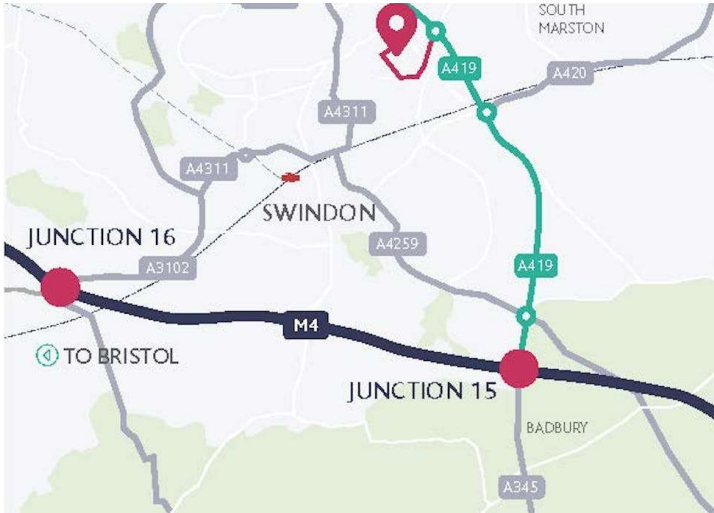 SOUTH
MARSTON
A419
A420
A4311
A4311
SWINDON
JUNCTION 16
A4259
A3102
A419
M4
TO BRISTOL
JUNCTION 15
BADBURY
A345